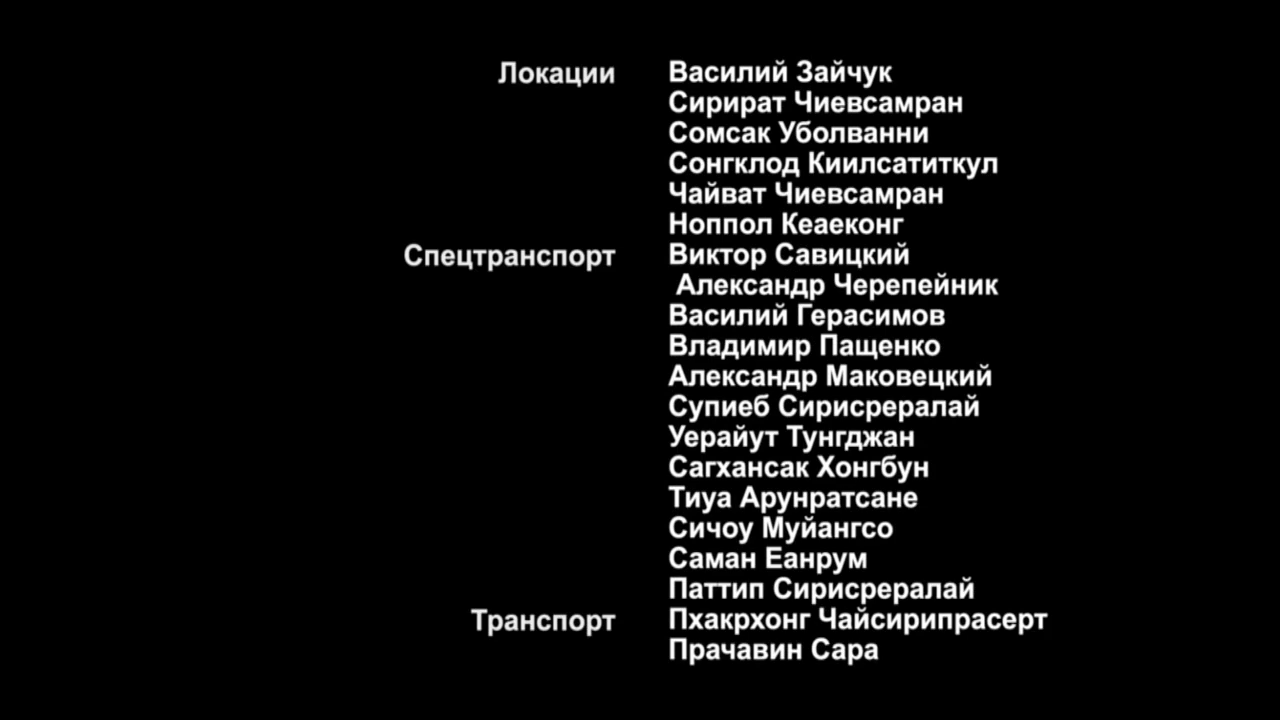 Локации Василий Зайчук
Сирират Чиевсамран
Сомсак Уболванни
Сонгклод Киилсатиткул
Чайват Чиевсамран
Ноппол Кеаеконг
Спецтранспорт Виктор Савицкий
Александр Черепейник
Василий Герасимов
Владимир Пащенко
Александр Маковецкий
Супиеб Сирисрералай
Уерайут Тунгджан
Сагхансак Хонгбун
Тиуа Арунратсане
Сичоу Муйангсо
Саман Еанрум
Паттип Сирисрералай
Транспорт Пхакрхонг Чайсирипрасерт
Прачавин Сара